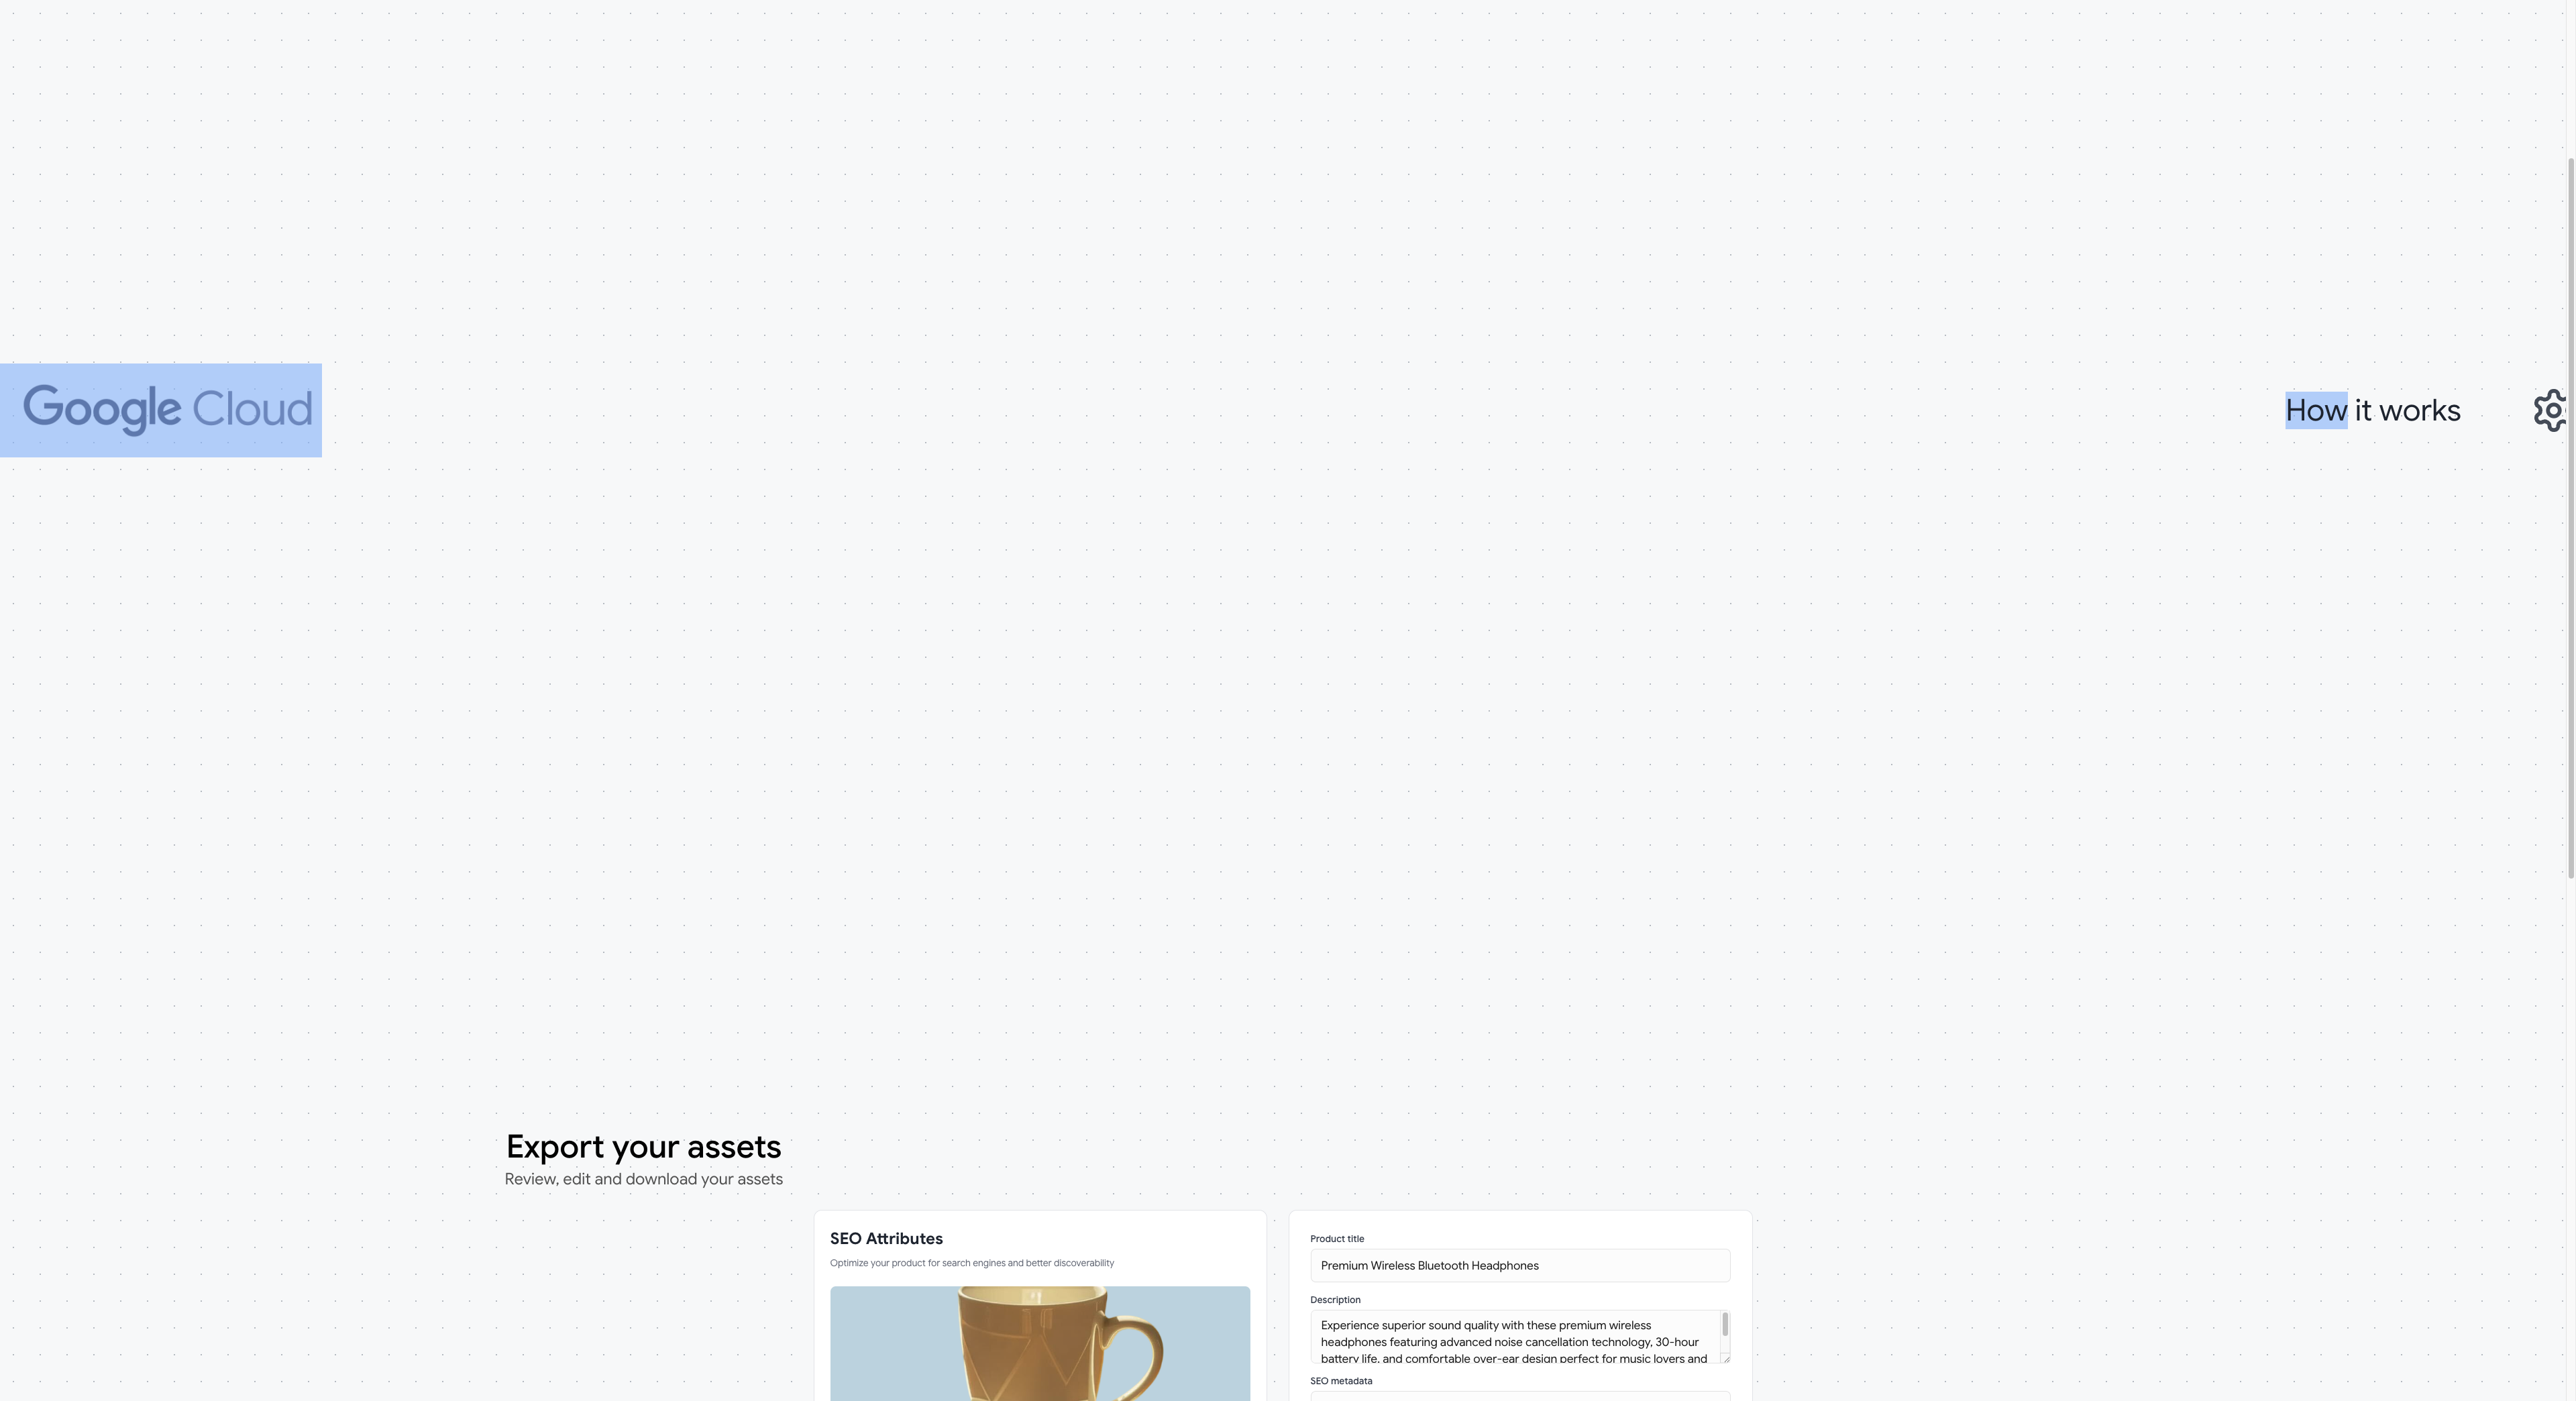 Google Cloud
How it works
Export your assets
Review, edit and download your assets
SEO Attributes
Optimize your product for search engines and better discoverability
Product title
Premium Wireless Bluetooth Headphones
Description
Experience superior sound quality with these premium wireless
headphones featuring advanced noise cancellation technology, 30-hour
battery life, and comfortable over-ear design perfect for music lovers and
SEO metadata